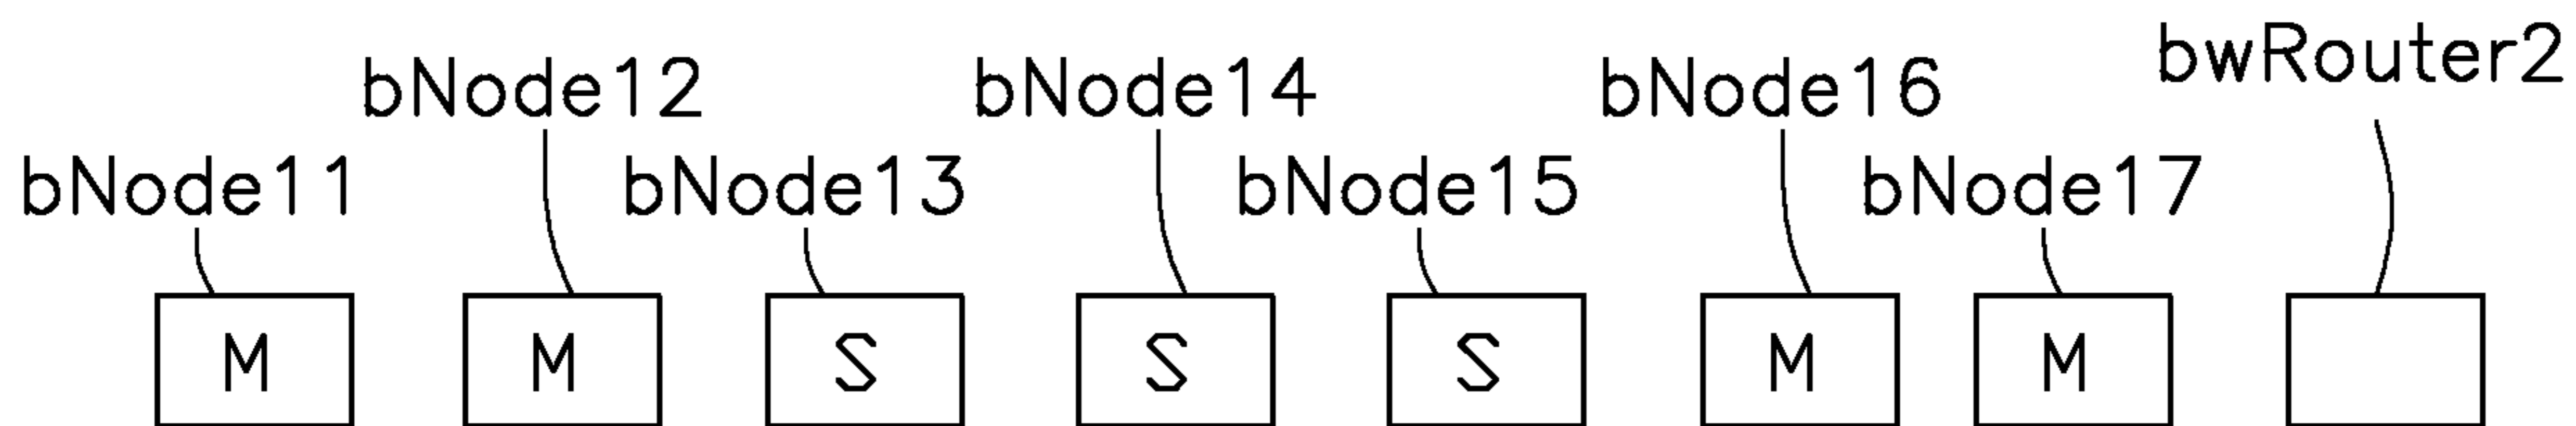 bwRouter2
bNode12 bNode14 bNode16
bNode11 bNode13 bNode15 bNode17
M M S S S M M